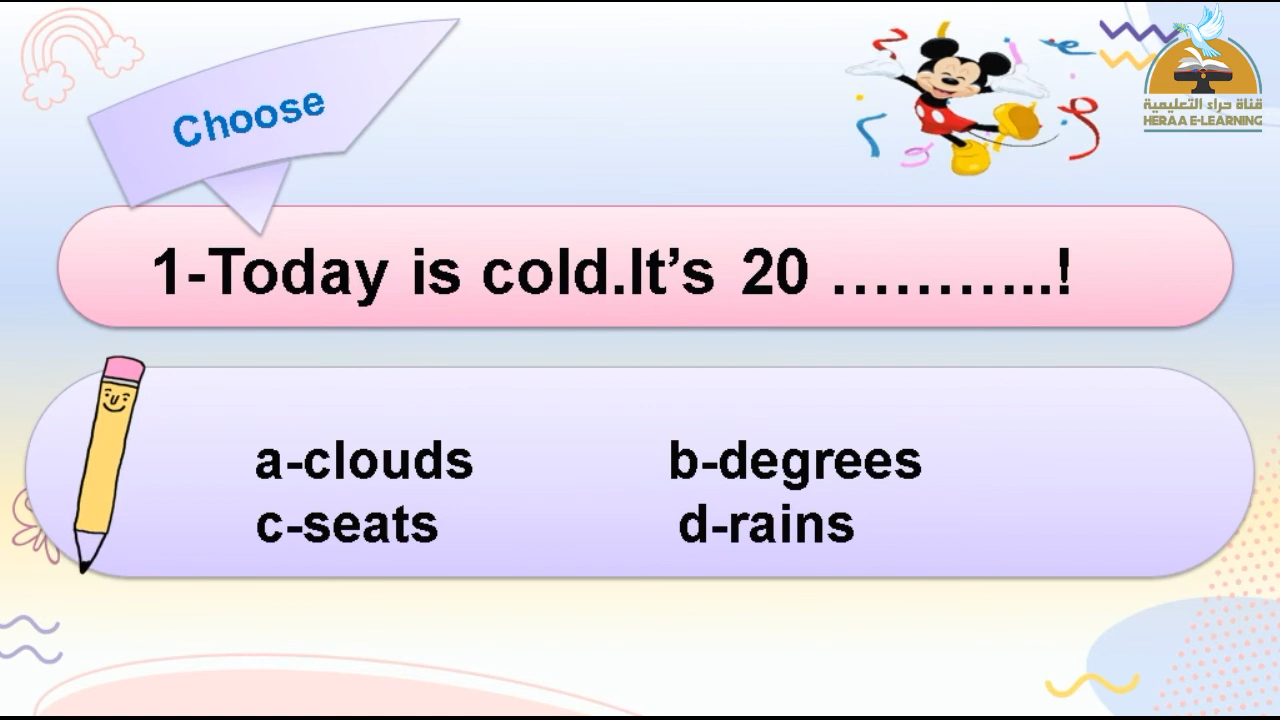 Choose
قناة حراء التعليمية
HERAA E-LEARNING
1-Today is cold.It’s 20 ………...!
a-clouds b-degrees
c-seats d-rains